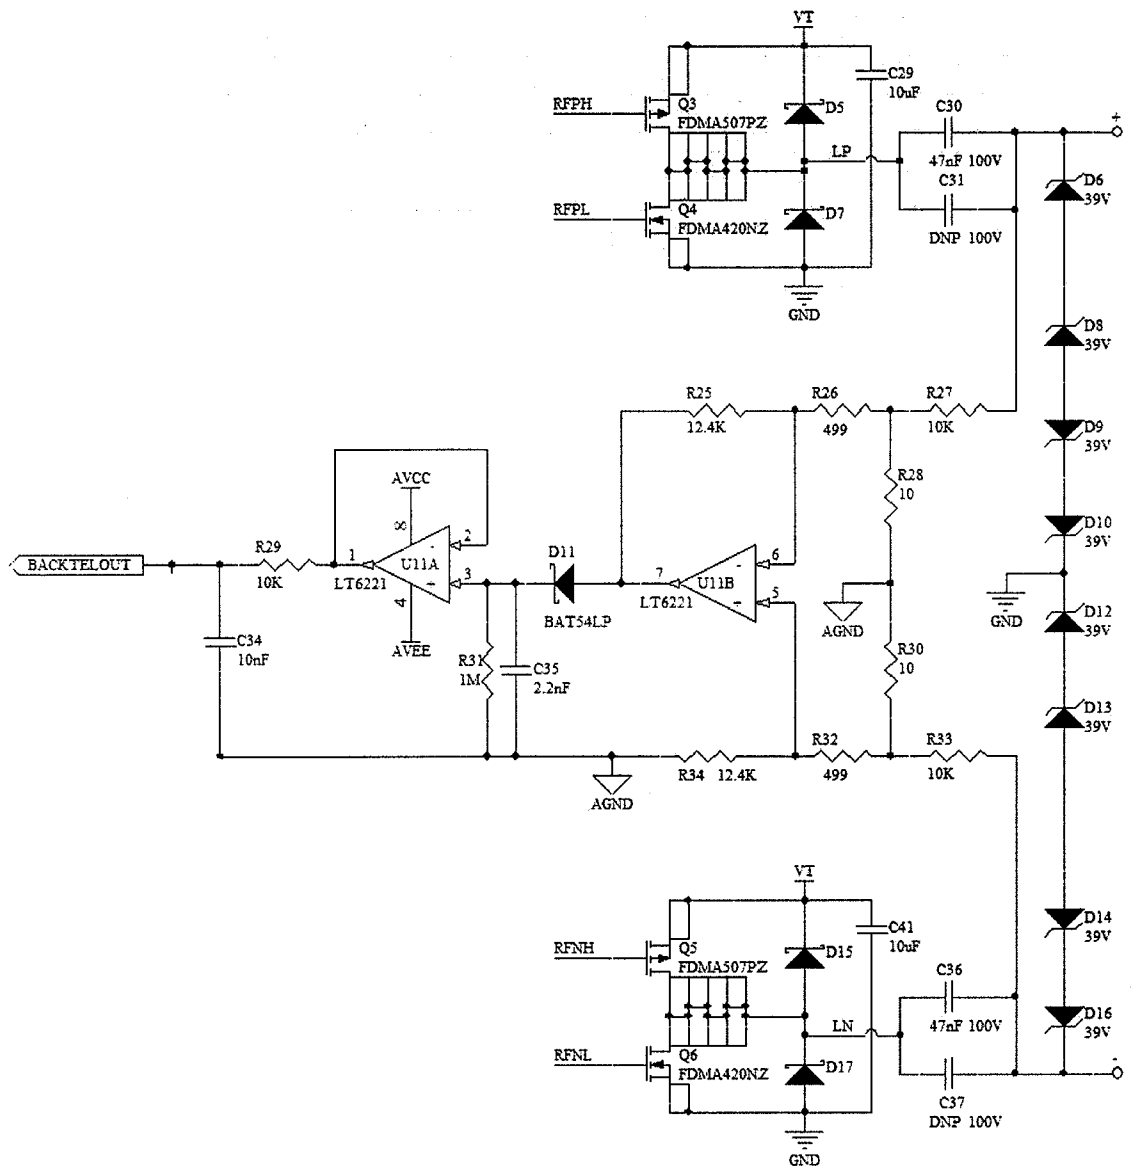 VT
C29
10uF
RFPH
Q3
FDMA507PZ
D5
C30
47nF 100V
+
LP
C31
DNP 100V
D6
39V
RFPL
Q4
FDMA420NZ
D7
GND
D8
39V
R25
12.4K
R26
499
R27
10K
D9
39V
AVCC
R28
10
8
2
-
D10
39V
BACKTELOUT
R29
10K
1
U11A
LT6221
+
3
D11
BAT54LP
7
U11B
LT6221
-
6
+
5
AGND
GND
D12
39V
4
AVEE
C34
10nF
R31
1M
C35
2.2nF
R30
10
D13
39V
R32
499
R33
10K
R34 12.4K
AGND
VT
C41
10uF
RFNH
Q5
FDMA507PZ
D15
C36
47nF 100V
D14
39V
LN
D16
39V
RFNL
Q6
FDMA420NZ
D17
C37
DNP 100V
-
GND